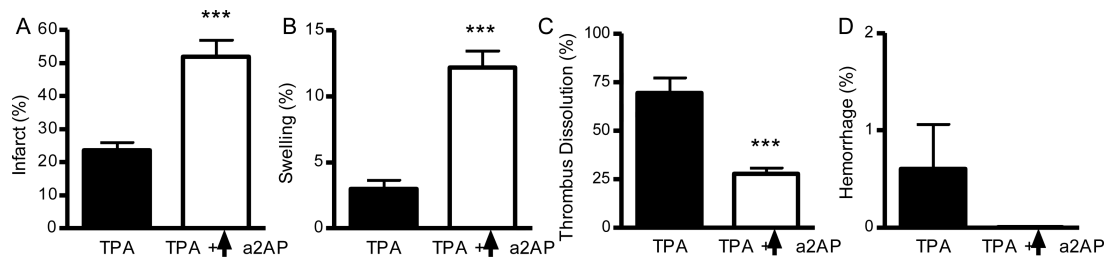 A
Infarct (%)
60
50
40
30
20
10
0
***
TPA
TPA + a2AP
B
Swelling (%)
15
10
5
0
***
TPA
TPA + a2AP
C
Thrombus Dissolution (%)
100
75
50
25
0
***
TPA
TPA + a2AP
D
Hemorrhage (%)
2
1
0
TPA
TPA + a2AP